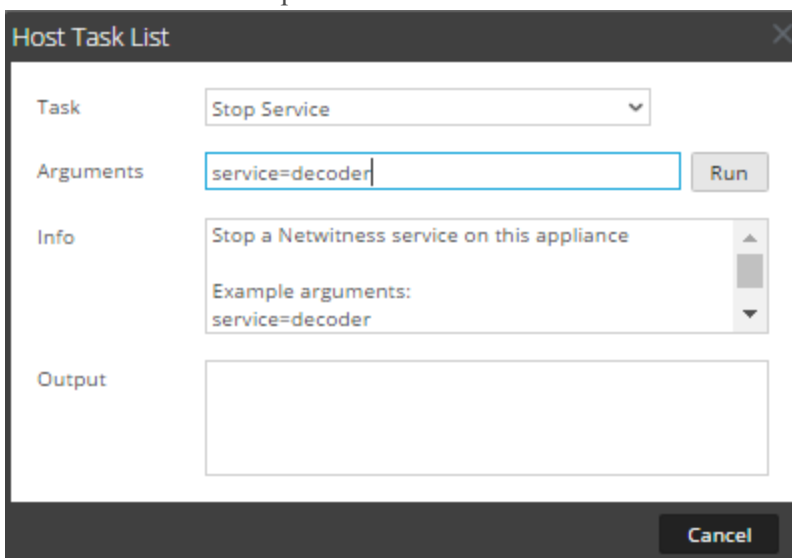 Host Task List
Task
Stop Service
Arguments
service=decoder
Run
Info
Stop a Netwitness service on this appliance
Example arguments:
service=decoder
Output
Cancel